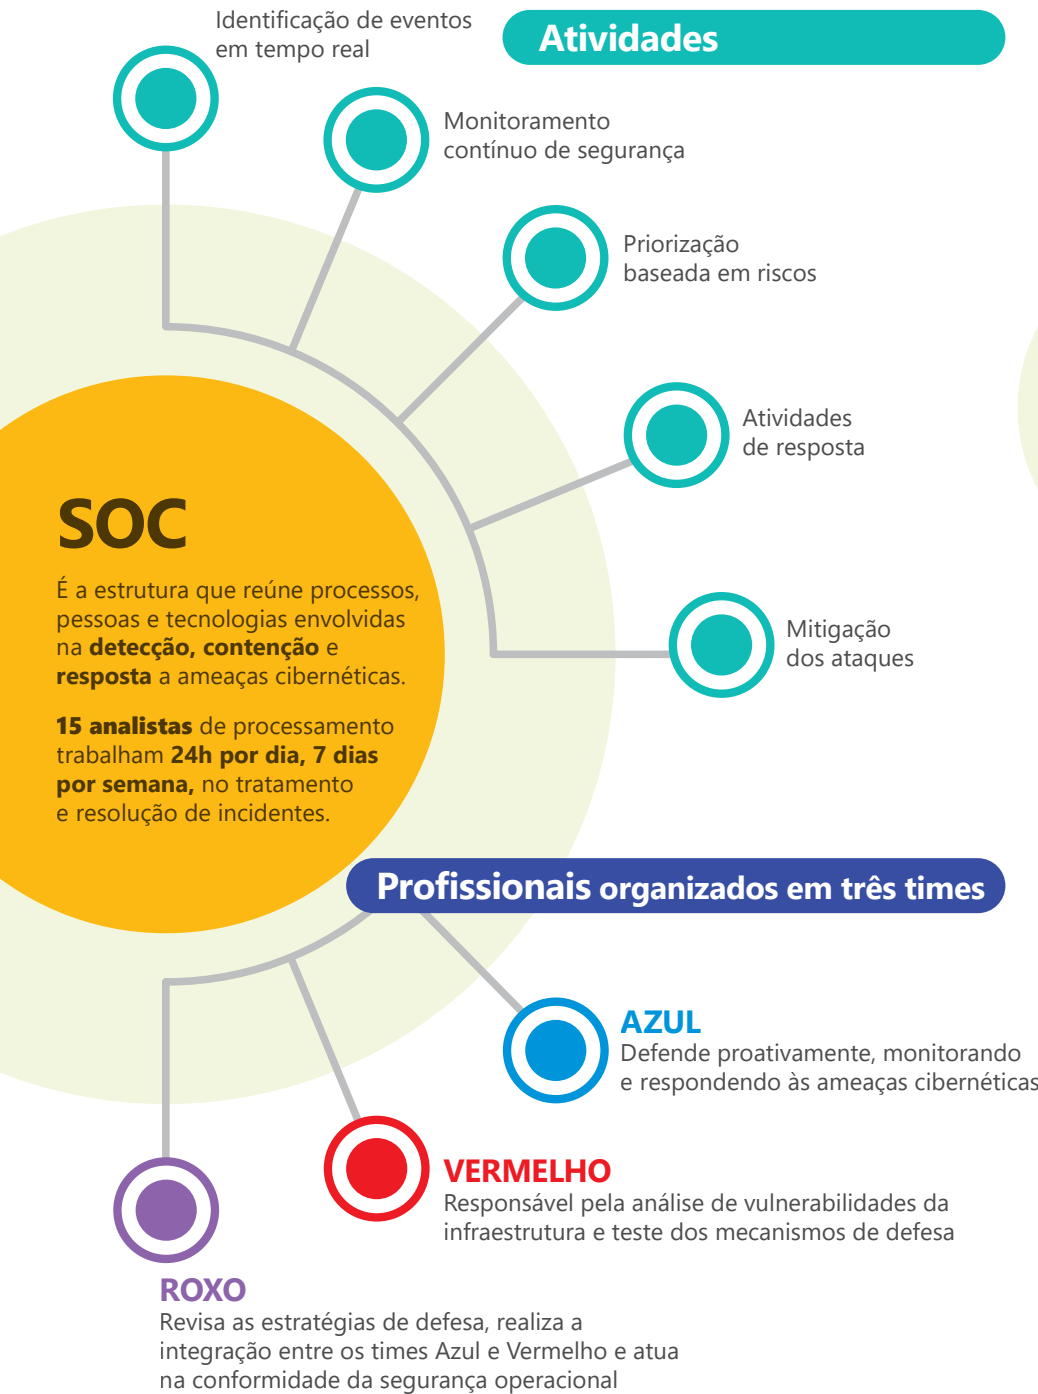 Identificação de eventos
em tempo real
Atividades
Monitoramento
contínuo de segurança
Priorização
baseada em riscos
Atividades
de resposta
Mitigação
dos ataques
SOC
É a estrutura que reúne processos,
pessoas e tecnologias envolvidas
na detecção, contenção e
resposta a ameaças cibernéticas.
15 analistas de processamento
trabalham 24h por dia, 7 dias
por semana, no tratamento
e resolução de incidentes.
Profissionais organizados em três times
AZUL
Defende proativamente, monitorando
e respondendo às ameaças cibernéticas
VERMELHO
Responsável pela análise de vulnerabilidades da
infraestrutura e teste dos mecanismos de defesa
ROXO
Revisa as estratégias de defesa, realiza a
integração entre os times Azul e Vermelho e atua
na conformidade da segurança operacional